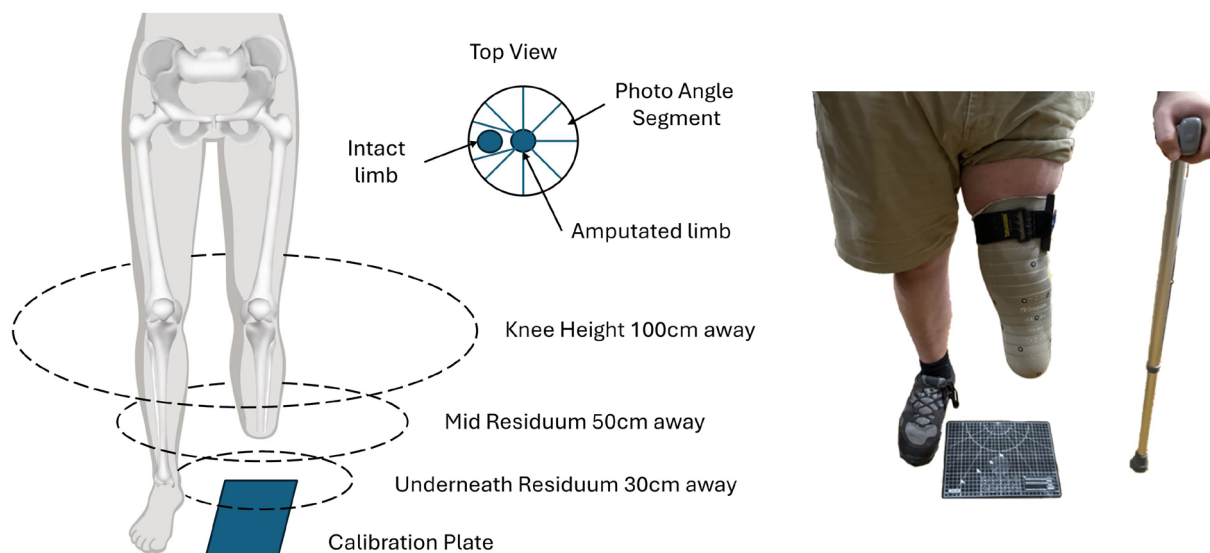 Top View
Photo Angle
Segment
Intact
limb
Amputated limb
Knee Height 100cm away
Mid Residuum 50cm away
Underneath Residuum 30cm away
Calibration Plate